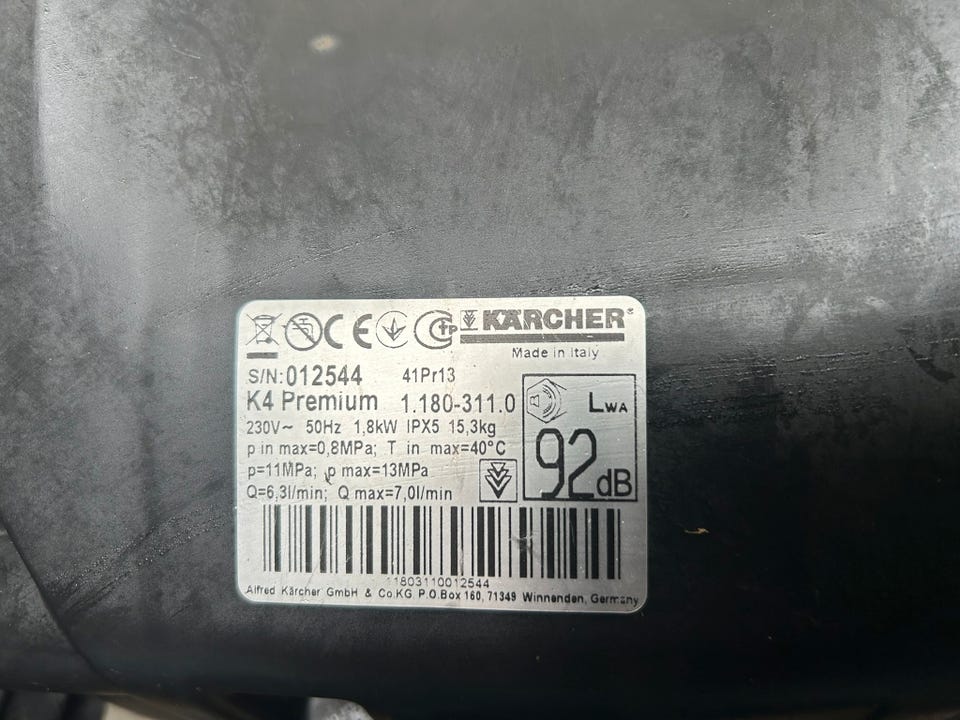 KÄRCHER
Made in Italy
S/N:012544 41Pr13
K4 Premium 1.180-311.0
230V~ 50Hz 1,8kW IPX5 15,3kg
p in max=0,8MPa; T in max=40°C
p=11MPa; p max=13MPa
Q=6,3l/min; Q max=7,0l/min
LWA
92dB
11803110012544
Alfred Kärcher GmbH & Co.KG P.O.Box 160, 71349 Winnenden, Germany